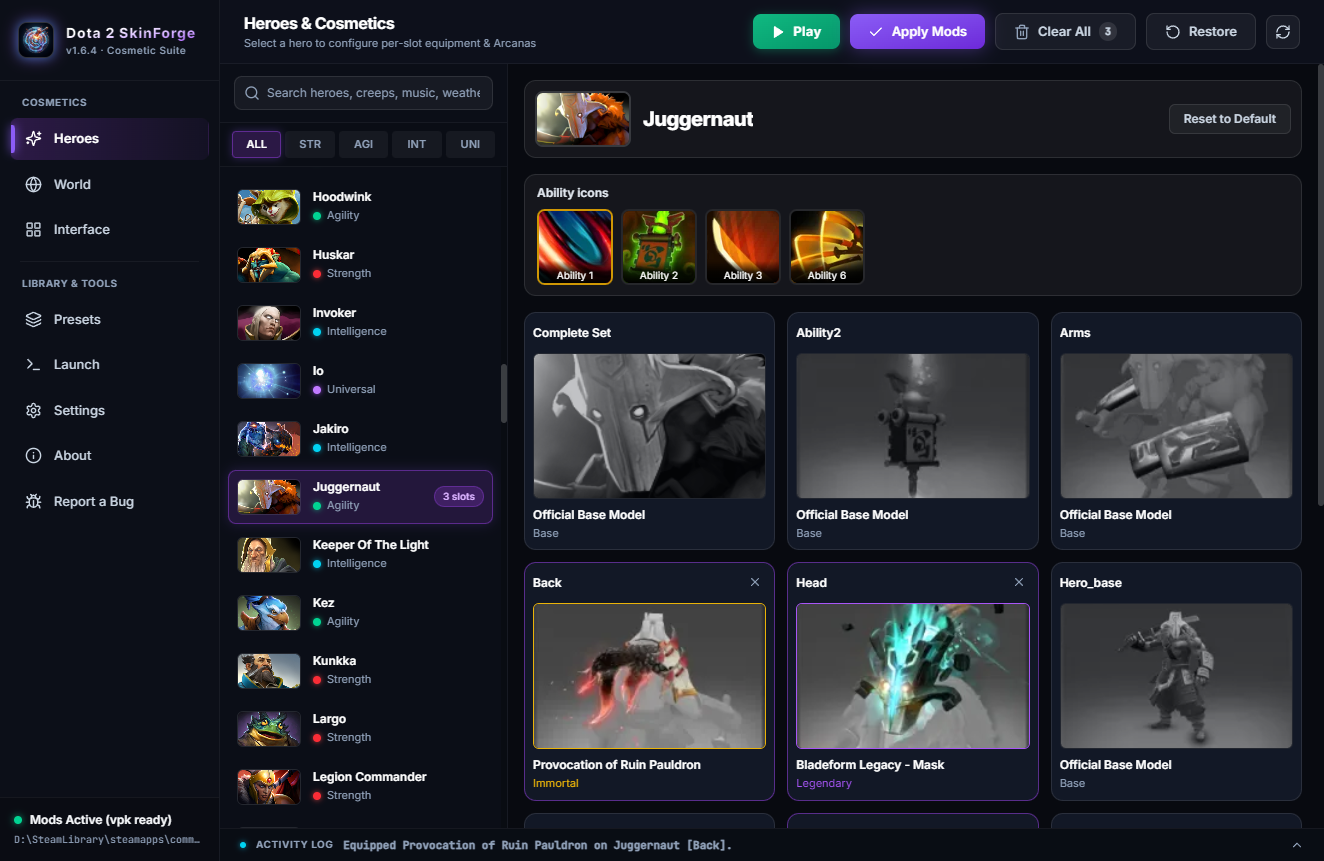 Dota 2 SkinForge
v1.6.4 · Cosmetic Suite
COSMETICS
Heroes
World
Interface
LIBRARY & TOOLS
Presets
Launch
Settings
About
Report a Bug
Mods Active (vpk ready)
D:\SteamLibrary\steamapps\comm…
Heroes & Cosmetics
Select a hero to configure per-slot equipment & Arcanas
Play
Apply Mods
Clear All 3
Restore
Search heroes, creeps, music, weathe
ALL STR AGI INT UNI
Hoodwink
Agility
Huskar
Strength
Invoker
Intelligence
Io
Universal
Jakiro
Intelligence
Juggernaut
Agility
3 slots
Keeper Of The Light
Intelligence
Kez
Agility
Kunkka
Strength
Largo
Strength
Legion Commander
Strength
Juggernaut
Reset to Default
Ability icons
Ability 1 Ability 2 Ability 3 Ability 6
Complete Set
Official Base Model
Base
Ability2
Official Base Model
Base
Arms
Official Base Model
Base
Back
Provocation of Ruin Pauldron
Immortal
Head
Bladeform Legacy - Mask
Legendary
Hero_base
Official Base Model
Base
ACTIVITY LOG Equipped Provocation of Ruin Pauldron on Juggernaut [Back].